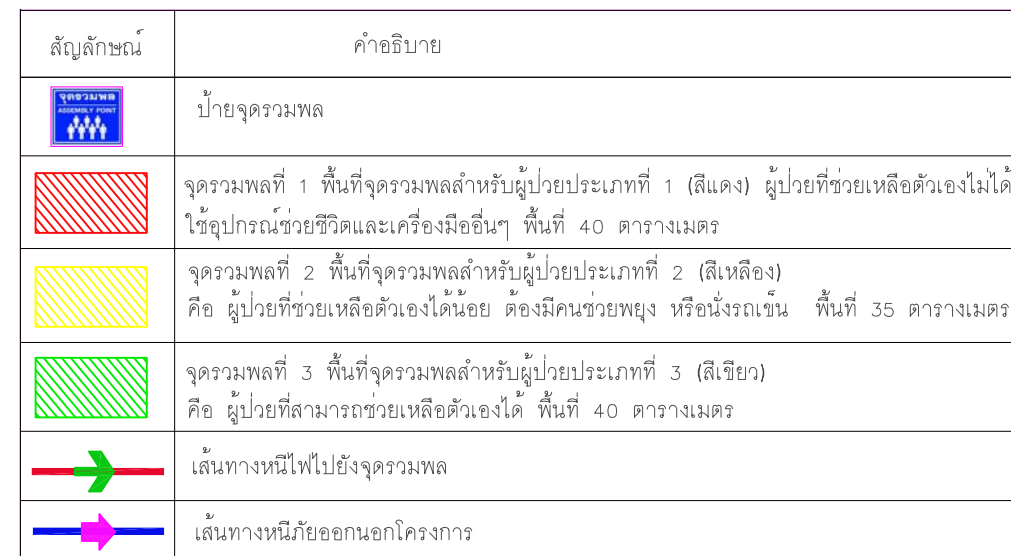 สัญลักษณ์ คำอธิบาย
จุดรวมพล
ASSEMBLY POINT
ป้ายจุดรวมพล
จุดรวมพลที่ 1 พื้นที่จุดรวมพลสำหรับผู้ป่วยประเภทที่ 1 (สีแดง) ผู้ป่วยที่ช่วยเหลือตัวเองไม่ได้
ใช้อุปกรณ์ช่วยชีวิตและเครื่องมืออื่นๆ พื้นที่ 40 ตารางเมตร
จุดรวมพลที่ 2 พื้นที่จุดรวมพลสำหรับผู้ป่วยประเภทที่ 2 (สีเหลือง)
คือ ผู้ป่วยที่ช่วยเหลือตัวเองได้น้อย ต้องมีคนช่วยพยุง หรือนั่งรถเข็น พื้นที่ 35 ตารางเมตร
จุดรวมพลที่ 3 พื้นที่จุดรวมพลสำหรับผู้ป่วยประเภทที่ 3 (สีเขียว)
คือ ผู้ป่วยที่สามารถช่วยเหลือตัวเองได้ พื้นที่ 40 ตารางเมตร
เส้นทางหนีไฟไปยังจุดรวมพล
เส้นทางหนีภัยออกนอกโครงการ